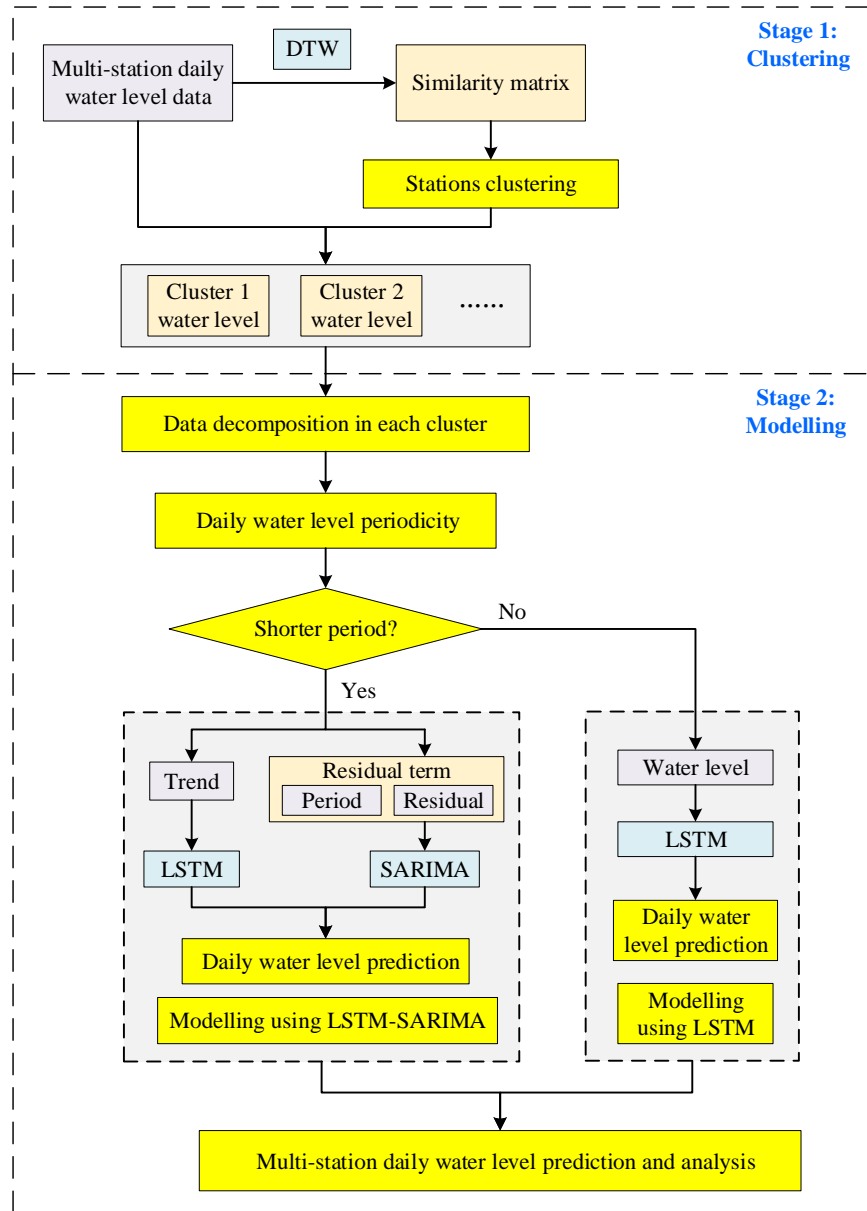 Stage 1:
Clustering
DTW
Multi-station daily
water level data
Similarity matrix
Stations clustering
Cluster 1
water level
Cluster 2
water level
......
Stage 2:
Modelling
Data decomposition in each cluster
Daily water level periodicity
Shorter period?
No
Yes
Trend
Residual term
Period
Residual
LSTM
SARIMA
Daily water level prediction
Modelling using LSTM-SARIMA
Water level
LSTM
Daily water
level prediction
Modelling
using LSTM
Multi-station daily water level prediction and analysis